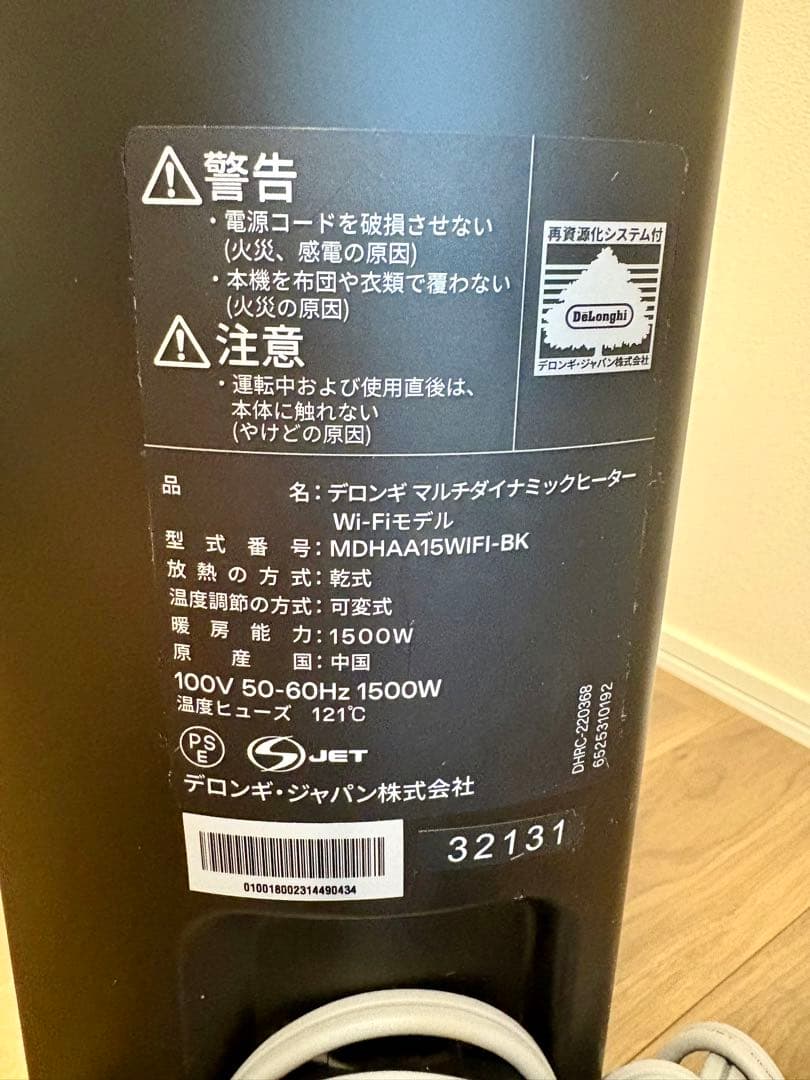 警告
・電源コードを破損させない
(火災、感電の原因)
・本機を布団や衣類で覆わない
(火災の原因)
注意
・運転中および使用直後は、
本体に触れない
(やけどの原因)
再資源化システム付
DeLonghi
デロンギ・ジャパン株式会社
品名：デロンギ マルチダイナミックヒーター
Wi-Fiモデル
型式番号：MDHAA15WIFI-BK
放熱の方式：乾式
温度調節の方式：可変式
暖房能力：1500W
原産国：中国
100V 50-60Hz 1500W
温度ヒューズ 121℃
PSE
JET
デロンギ・ジャパン株式会社
DHRC-220368
6525310192
010018002314490434
32131